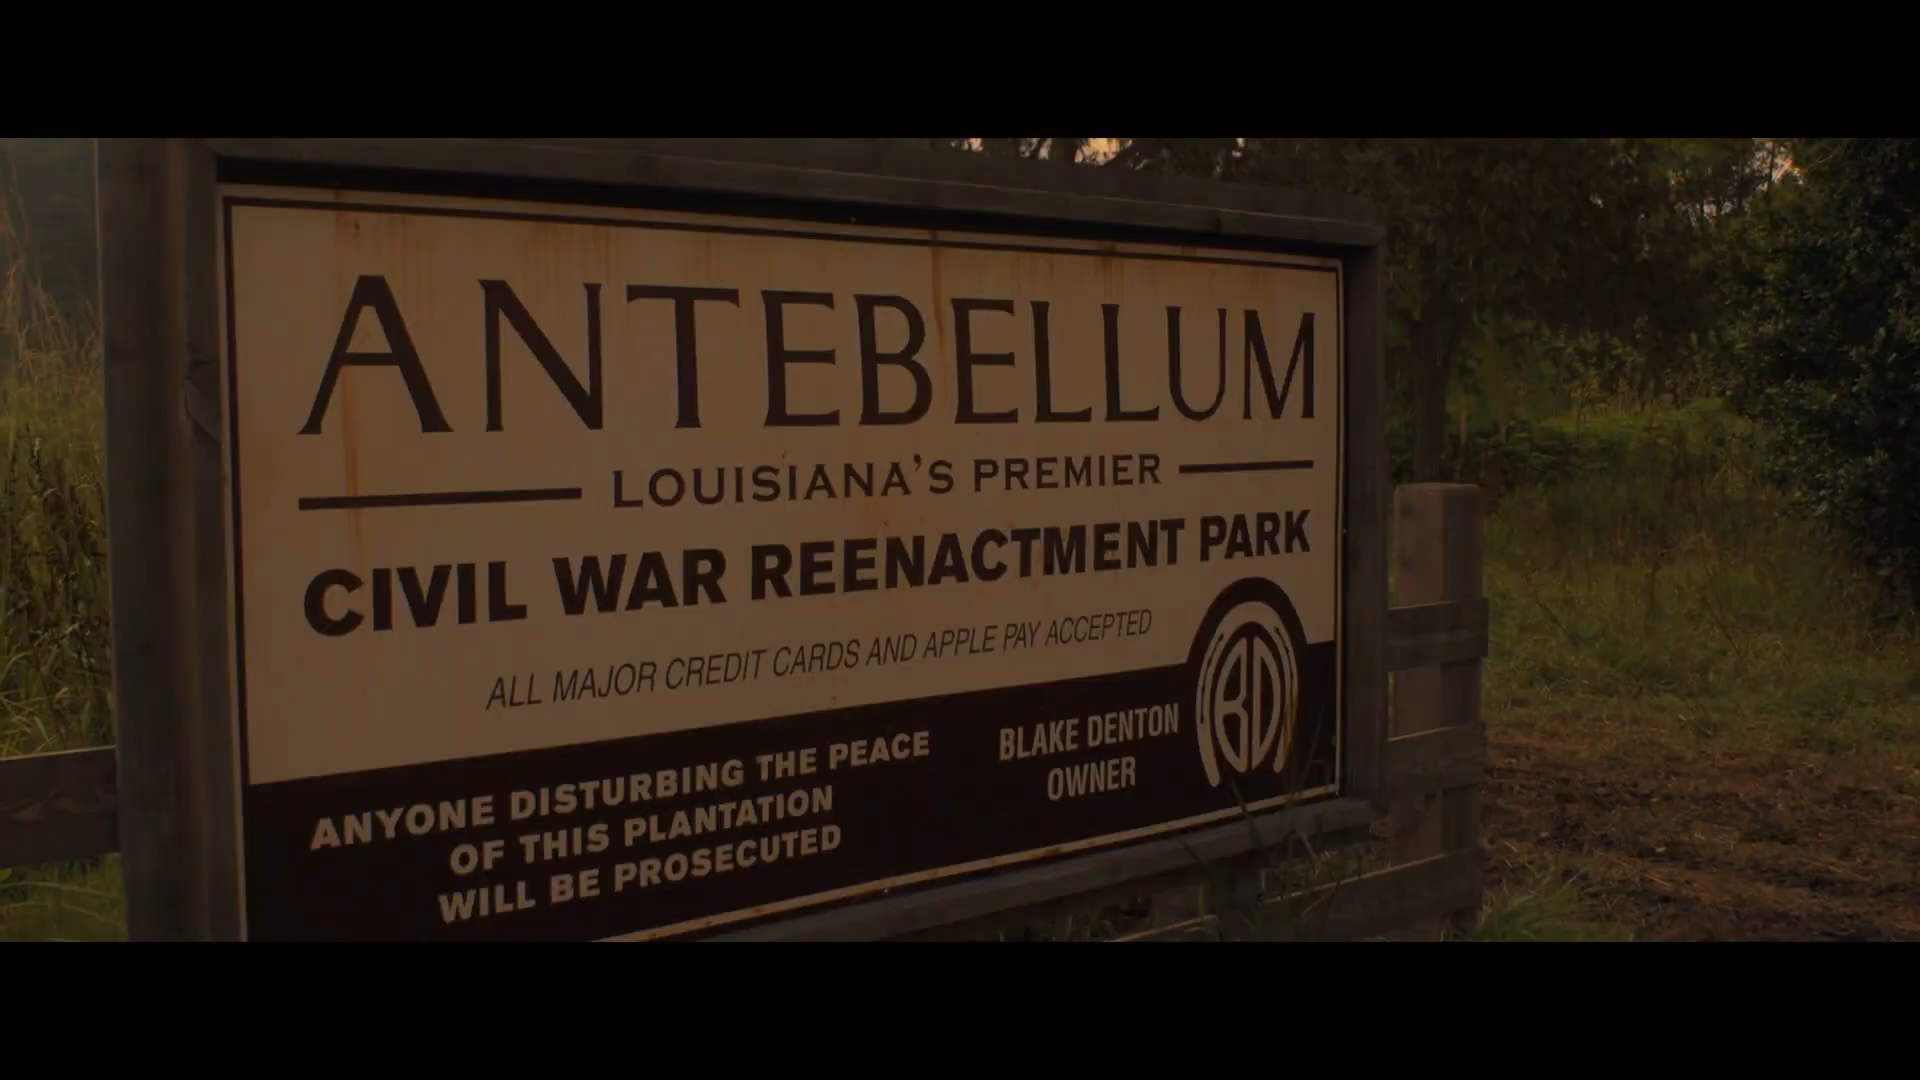 ANTEBELLUM
LOUISIANA'S PREMIER
CIVIL WAR REENACTMENT PARK
ALL MAJOR CREDIT CARDS AND APPLE PAY ACCEPTED
ANYONE DISTURBING THE PEACE
OF THIS PLANTATION
WILL BE PROSECUTED
BLAKE DENTON
OWNER
BD